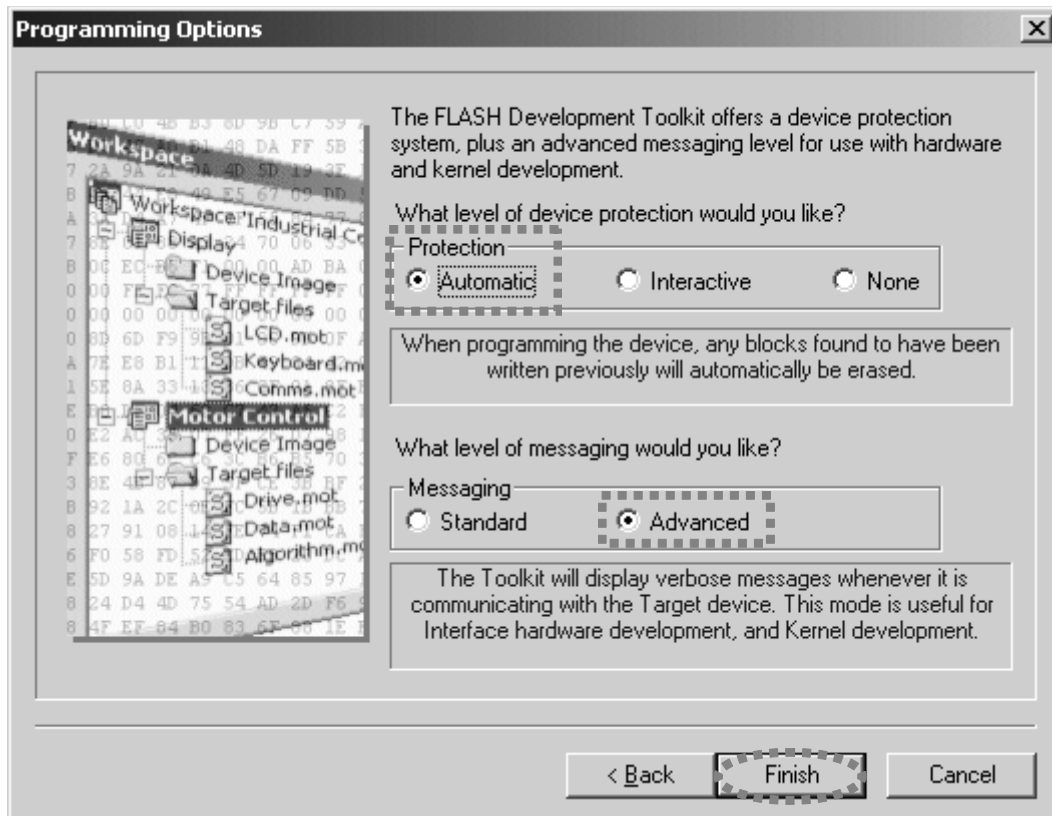 Programming Options
The FLASH Development Toolkit offers a device protection
system, plus an advanced messaging level for use with hardware
and kernel development.
What level of device protection would you like?
Protection
Automatic
Interactive
None
When programming the device, any blocks found to have been
written previously will automatically be erased.
What level of messaging would you like?
Messaging
Standard
Advanced
The Toolkit will display verbose messages whenever it is
communicating with the Target device. This mode is useful for
Interface hardware development, and Kernel development.
Workspace
Workspace 'Industrial Co
Display
Device Image
Target files
LCD.mot
Keyboard.m
Comms.mot
Motor Control
Device Image
Target files
Drive.mot
Data.mot
Algorithm.mo
< Back
Finish
Cancel